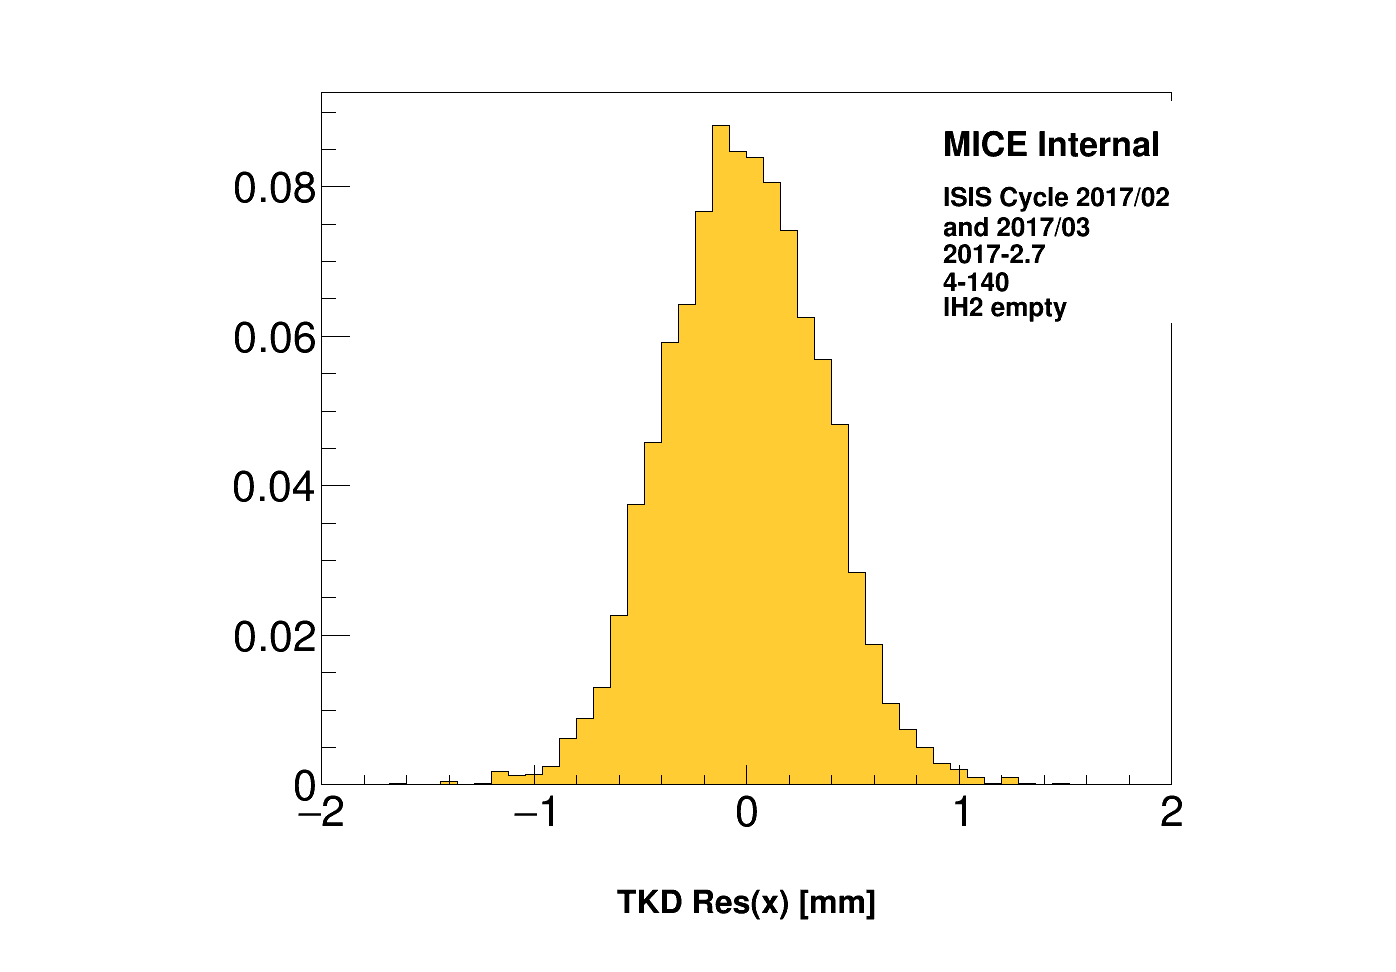 MICE Internal
ISIS Cycle 2017/02
and 2017/03
2017-2.7
4-140
IH2 empty
0.08
0.06
0.04
0.02
0
−2 −1 0 1 2
TKD Res(x) [mm]